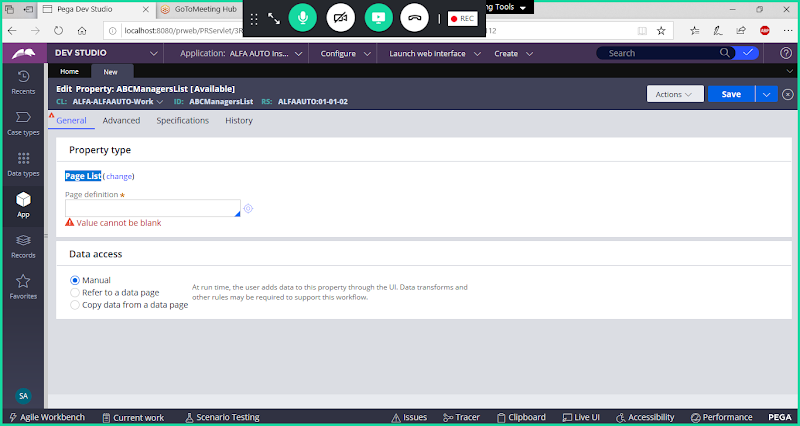 Pega Dev Studio
GoToMeeting Hub
REC
ng Tools
localhost:8080/prweb/PRServlet/3R
112
ABP
DEV STUDIO
Application: ALFA AUTO Ins...
Configure
Launch web interface
Create
Search
Home
New
Recents
Edit Property: ABCManagersList [Available]
CL: ALFA-ALFAAUTO-Work ID: ABCManagersList RS: ALFAAUTO:01-01-02
Actions
Save
Case types
General
Advanced
Specifications
History
Data types
Property type
Page List (change)
Page definition *
App
Value cannot be blank
Records
Data access
Manual
Refer to a data page
Copy data from a data page
At run time, the user adds data to this property through the UI. Data transforms and
other rules may be required to support this workflow.
Favorites
SA
Agile Workbench
Current work
Scenario Testing
Issues
Tracer
Clipboard
Live UI
Accessibility
Performance
PEGA